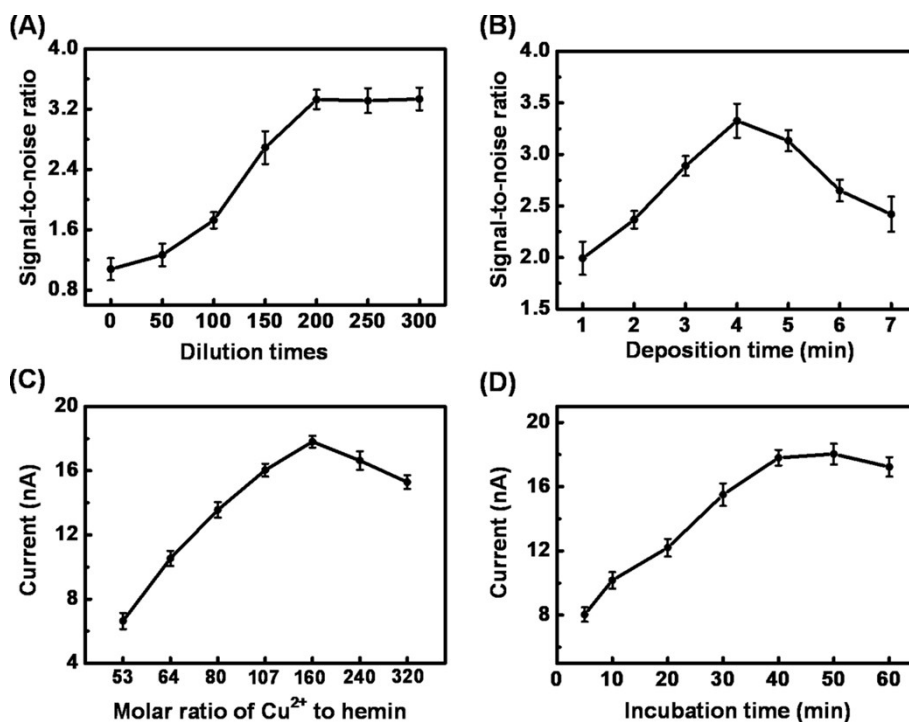 (A)
Signal-to-noise ratio
4.0
3.2
2.4
1.6
0.8
0 50 100 150 200 250 300
Dilution times
(B)
Signal-to-noise ratio
4.0
3.5
3.0
2.5
2.0
1.5
1 2 3 4 5 6 7
Deposition time (min)
(C)
Current (nA)
20
16
12
8
4
53 64 80 107 160 240 320
Molar ratio of Cu²⁺ to hemin
(D)
Current (nA)
20
16
12
8
0 10 20 30 40 50 60
Incubation time (min)